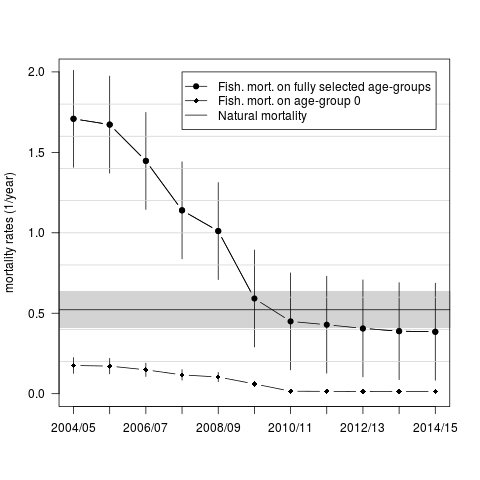 2.0
1.5
1.0
0.5
0.0
mortality rates (1/year)
Fish. mort. on fully selected age-groups
Fish. mort. on age-group 0
Natural mortality
2004/05 2006/07 2008/09 2010/11 2012/13 2014/15